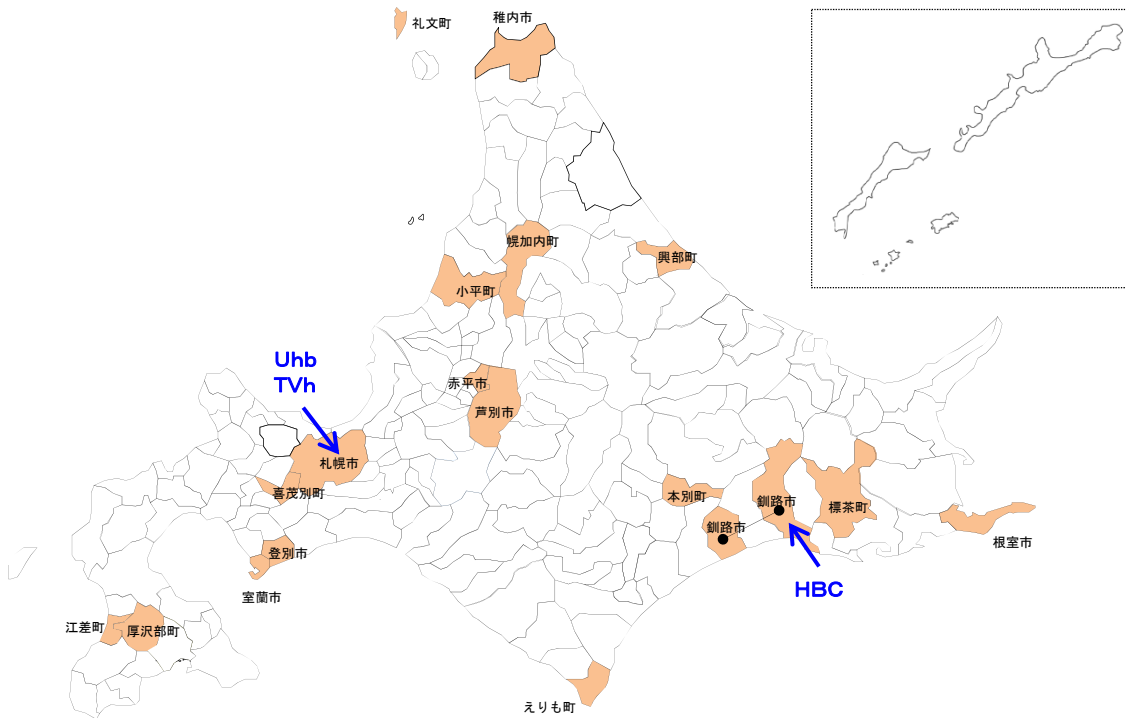 礼文町
稚内市
幌加内町
興部町
小平町
Uhb
TVh
赤平市
芦別市
札幌市
喜茂別町
本別町
釧路市
標茶町
釧路市
根室市
登別市
HBC
室蘭市
江差町
厚沢部町
えりも町